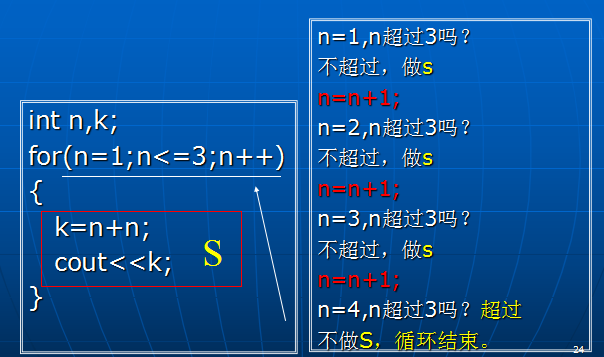 int n,k;
for(n=1;n<=3;n++)
{
k=n+n;
cout<<k;
S
}
n=1,n超过3吗?
不超过，做s
n=n+1;
n=2,n超过3吗?
不超过，做s
n=n+1;
n=3,n超过3吗?
不超过，做s
n=n+1;
n=4,n超过3吗？超过
不做S，循环结束。
24